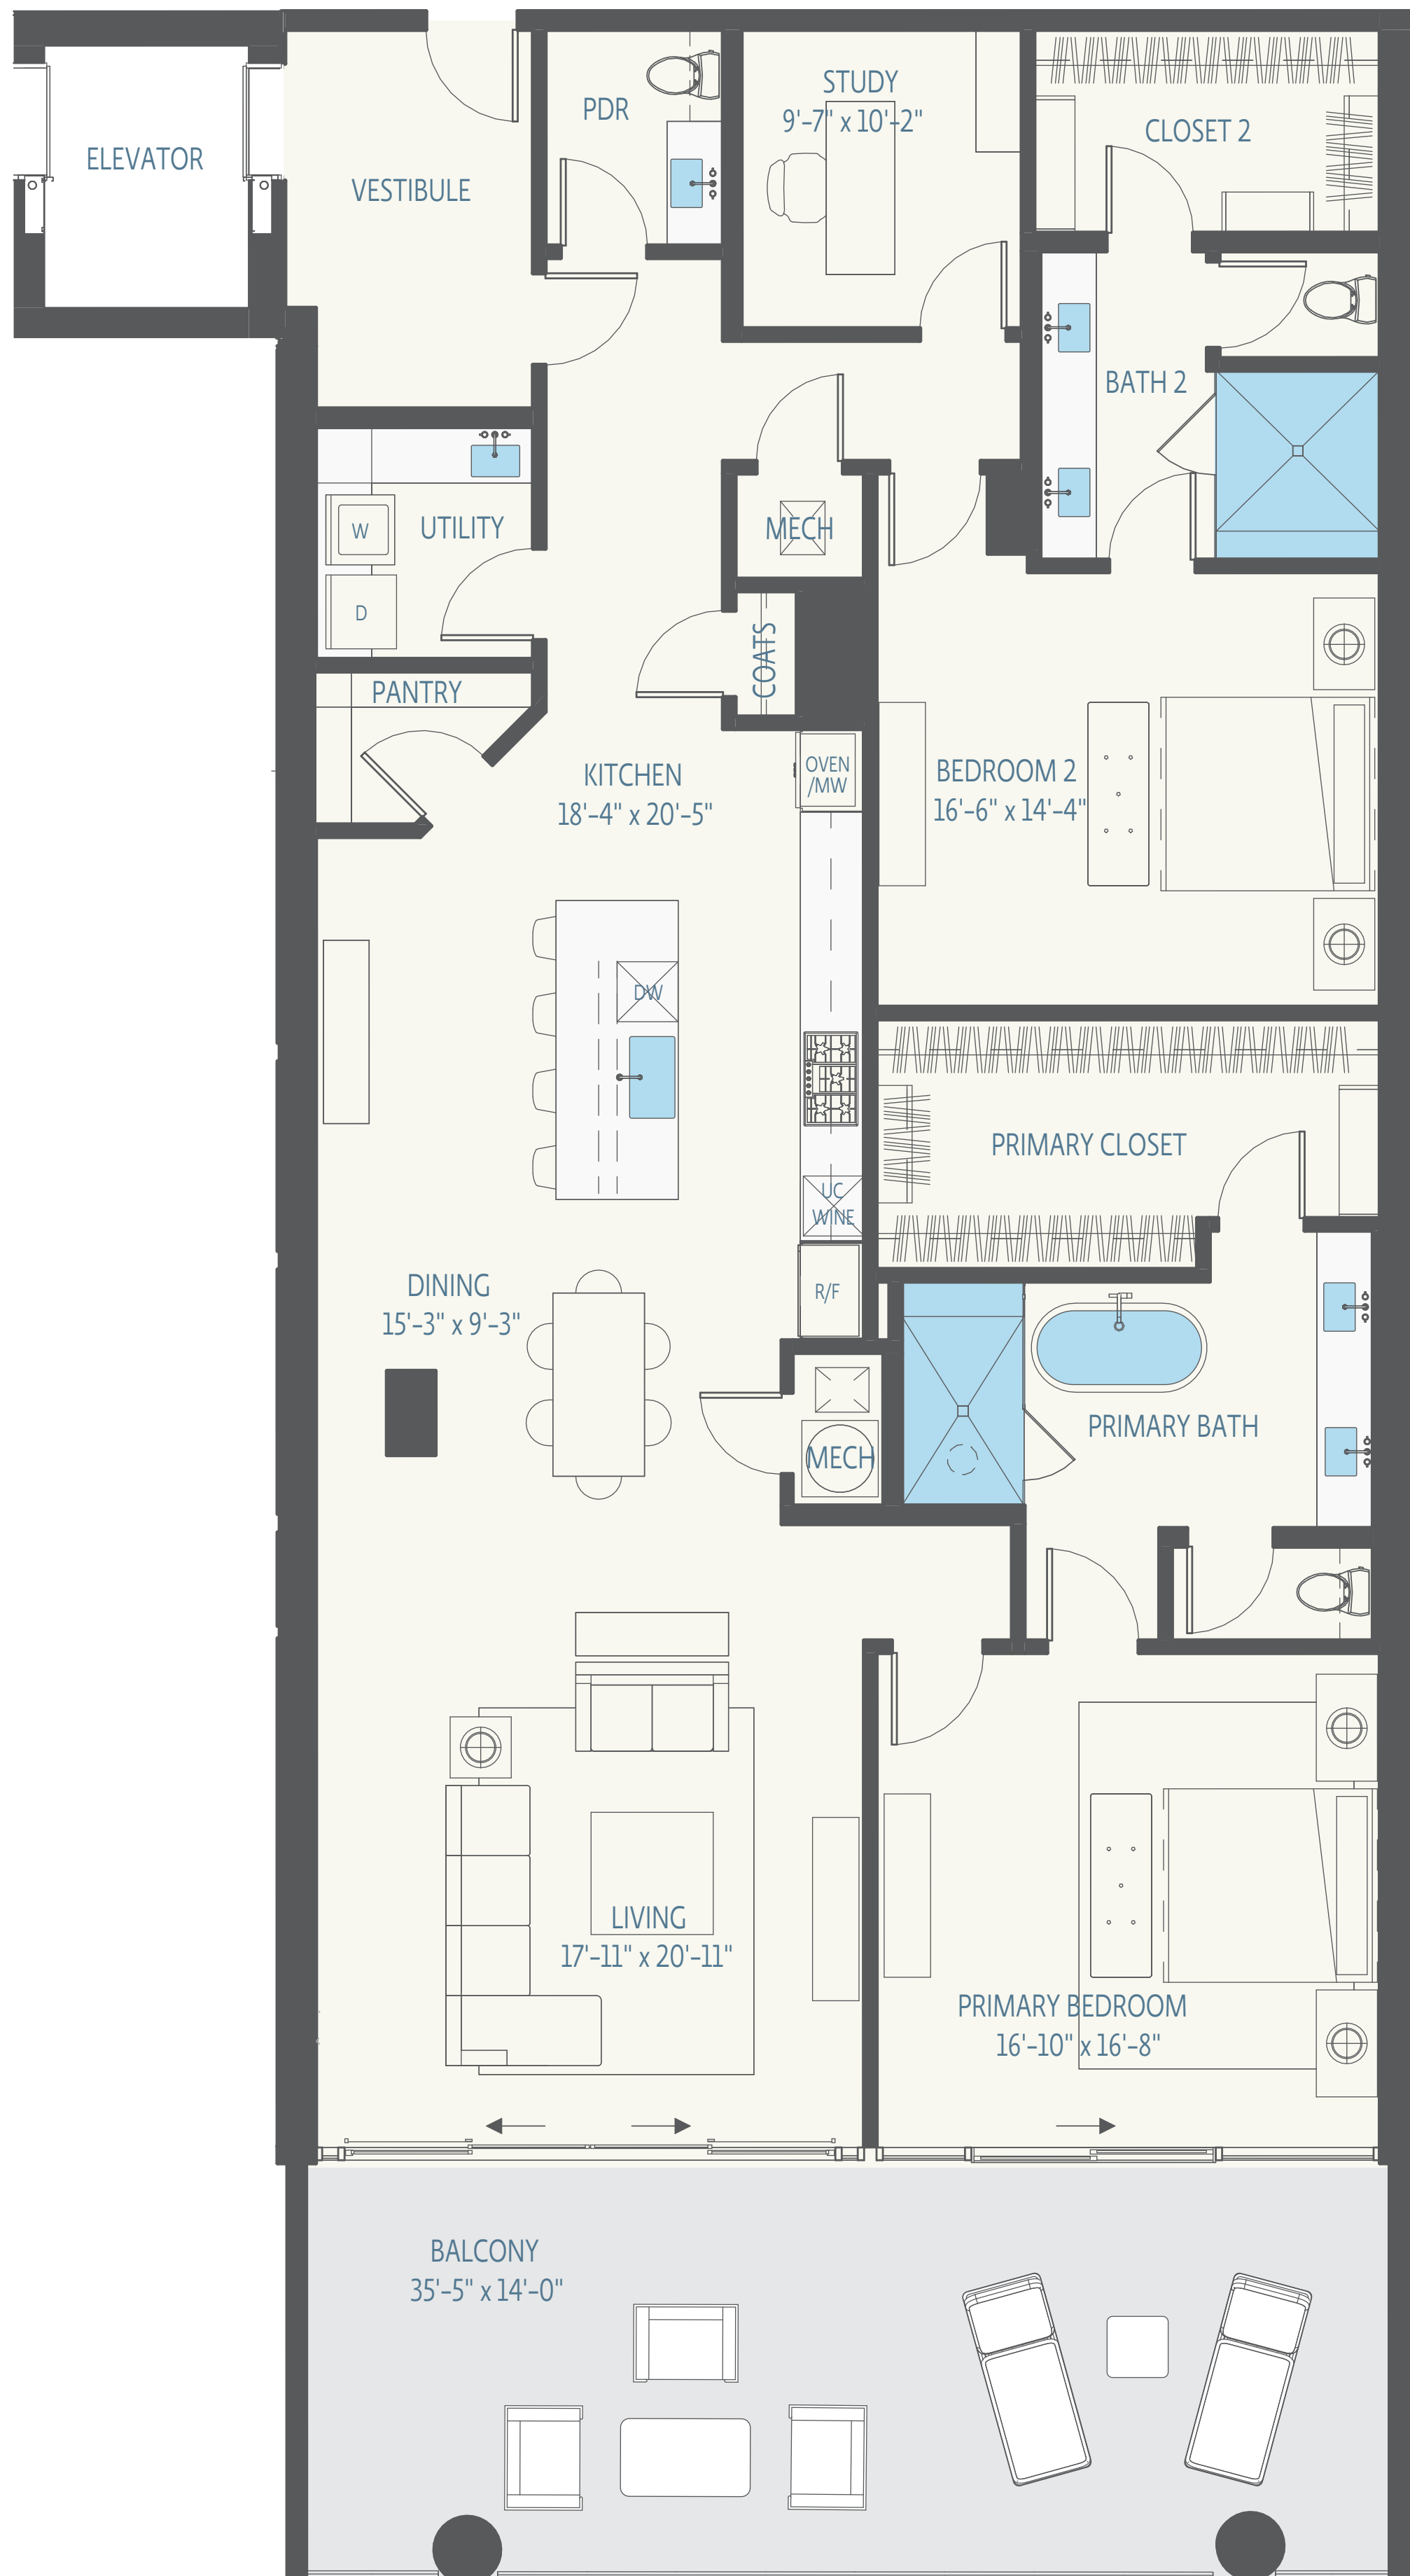 STUDY
9'-7" x 10'-2"
PDR
CLOSET 2
ELEVATOR
VESTIBULE
BATH 2
UTILITY
W
MECH
D
COATS
PANTRY
KITCHEN
18'-4" x 20'-5"
OVEN
/MW
BEDROOM 2
16'-6" x 14'-4"
DW
PRIMARY CLOSET
UC
WINE
DINING
15'-3" x 9'-3"
R/F
PRIMARY BATH
MECH
LIVING
17'-11" x 20'-11"
PRIMARY BEDROOM
16'-10" x 16'-8"
BALCONY
35'-5" x 14'-0"